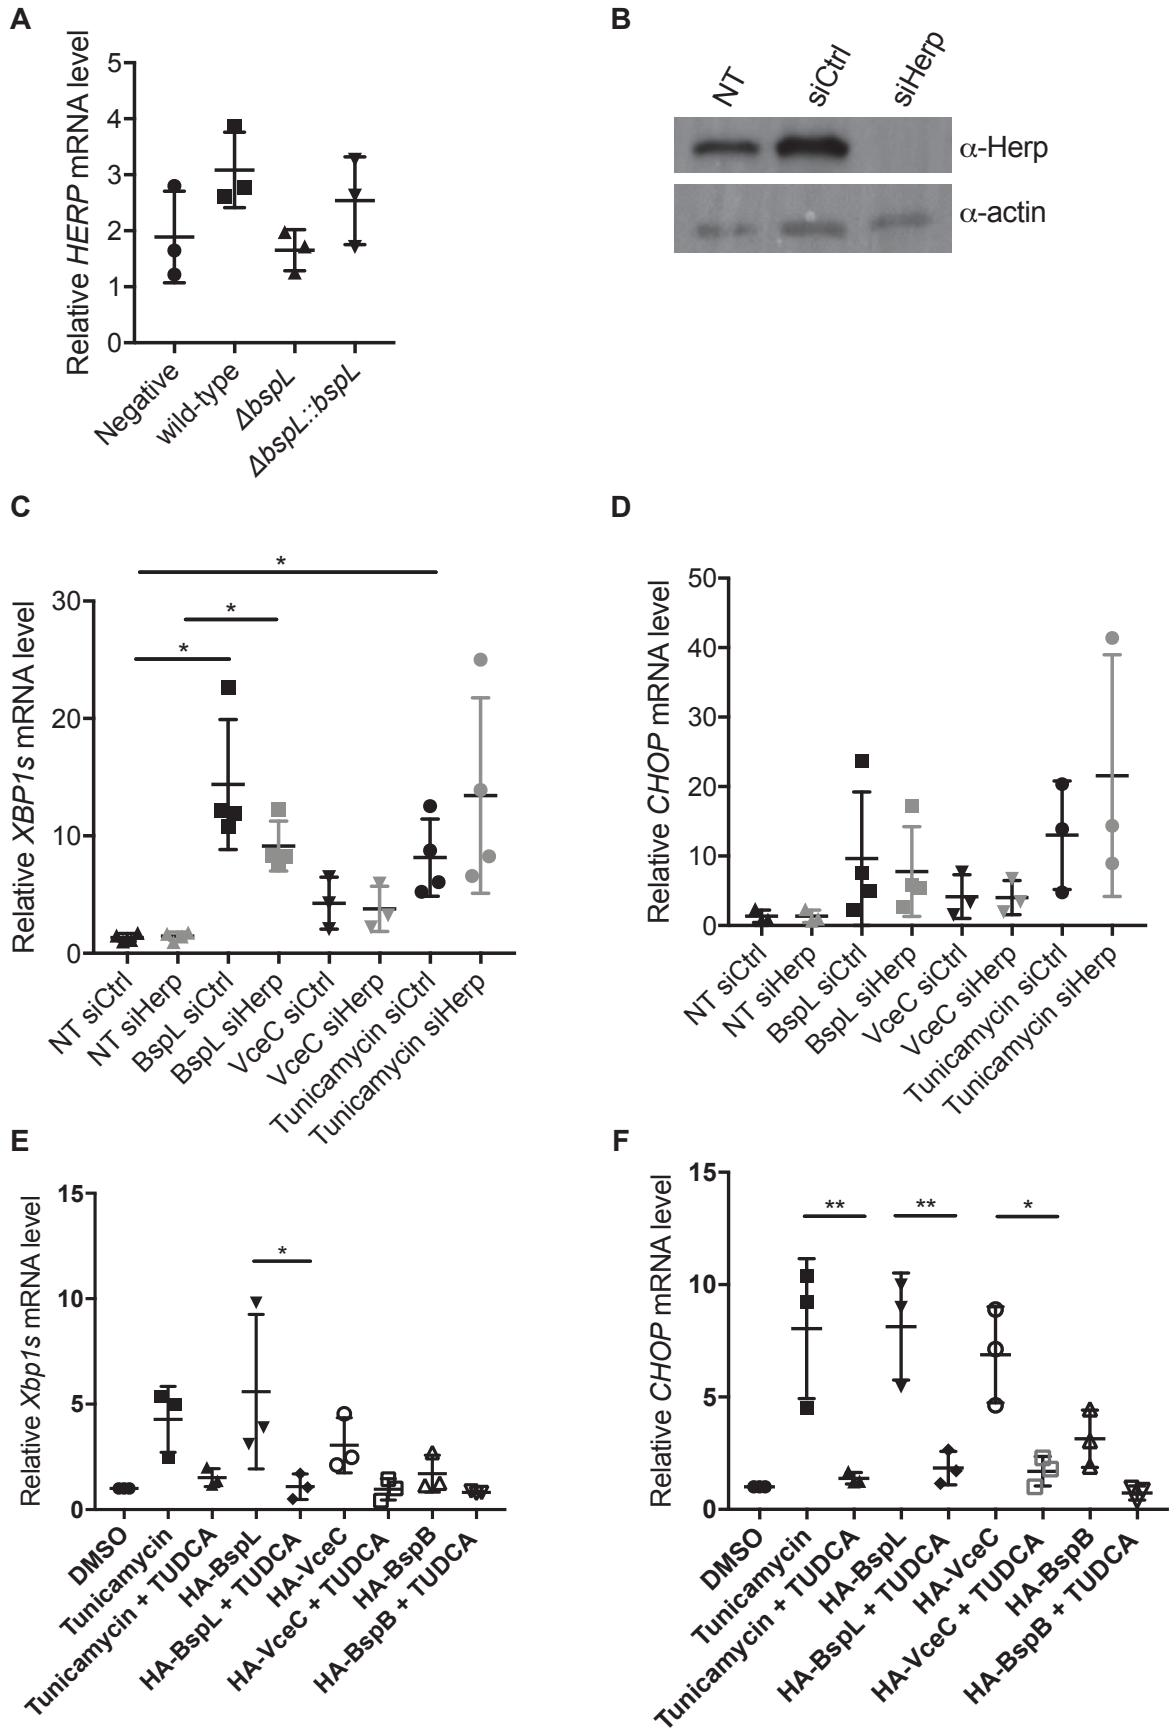 A
Relative HERP mRNA level
5
4
3
2
1
0
Negative
wild-type
ΔbspL
ΔbspL::bspL
B
NT
siCtrl
siHerp
α-Herp
α-actin
C
Relative XBP1s mRNA level
*
*
*
30
20
10
0
NT siCtrl
NT siHerp
BspL siCtrl
BspL siHerp
VceC siCtrl
VceC siHerp
Tunicamycin siCtrl
Tunicamycin siHerp
D
Relative CHOP mRNA level
50
40
30
20
10
0
NT siCtrl
NT siHerp
BspL siCtrl
BspL siHerp
VceC siCtrl
VceC siHerp
Tunicamycin siCtrl
Tunicamycin siHerp
E
Relative Xbp1s mRNA level
15
10
5
0
*
DMSO
Tunicamycin
Tunicamycin + TUDCA
HA-BspL
HA-BspL + TUDCA
HA-VceC
HA-VceC + TUDCA
HA-BspB
HA-BspB + TUDCA
F
Relative CHOP mRNA level
15
10
5
0
**
**
*
DMSO
Tunicamycin
Tunicamycin + TUDCA
HA-BspL
HA-BspL + TUDCA
HA-VceC
HA-VceC + TUDCA
HA-BspB
HA-BspB + TUDCA